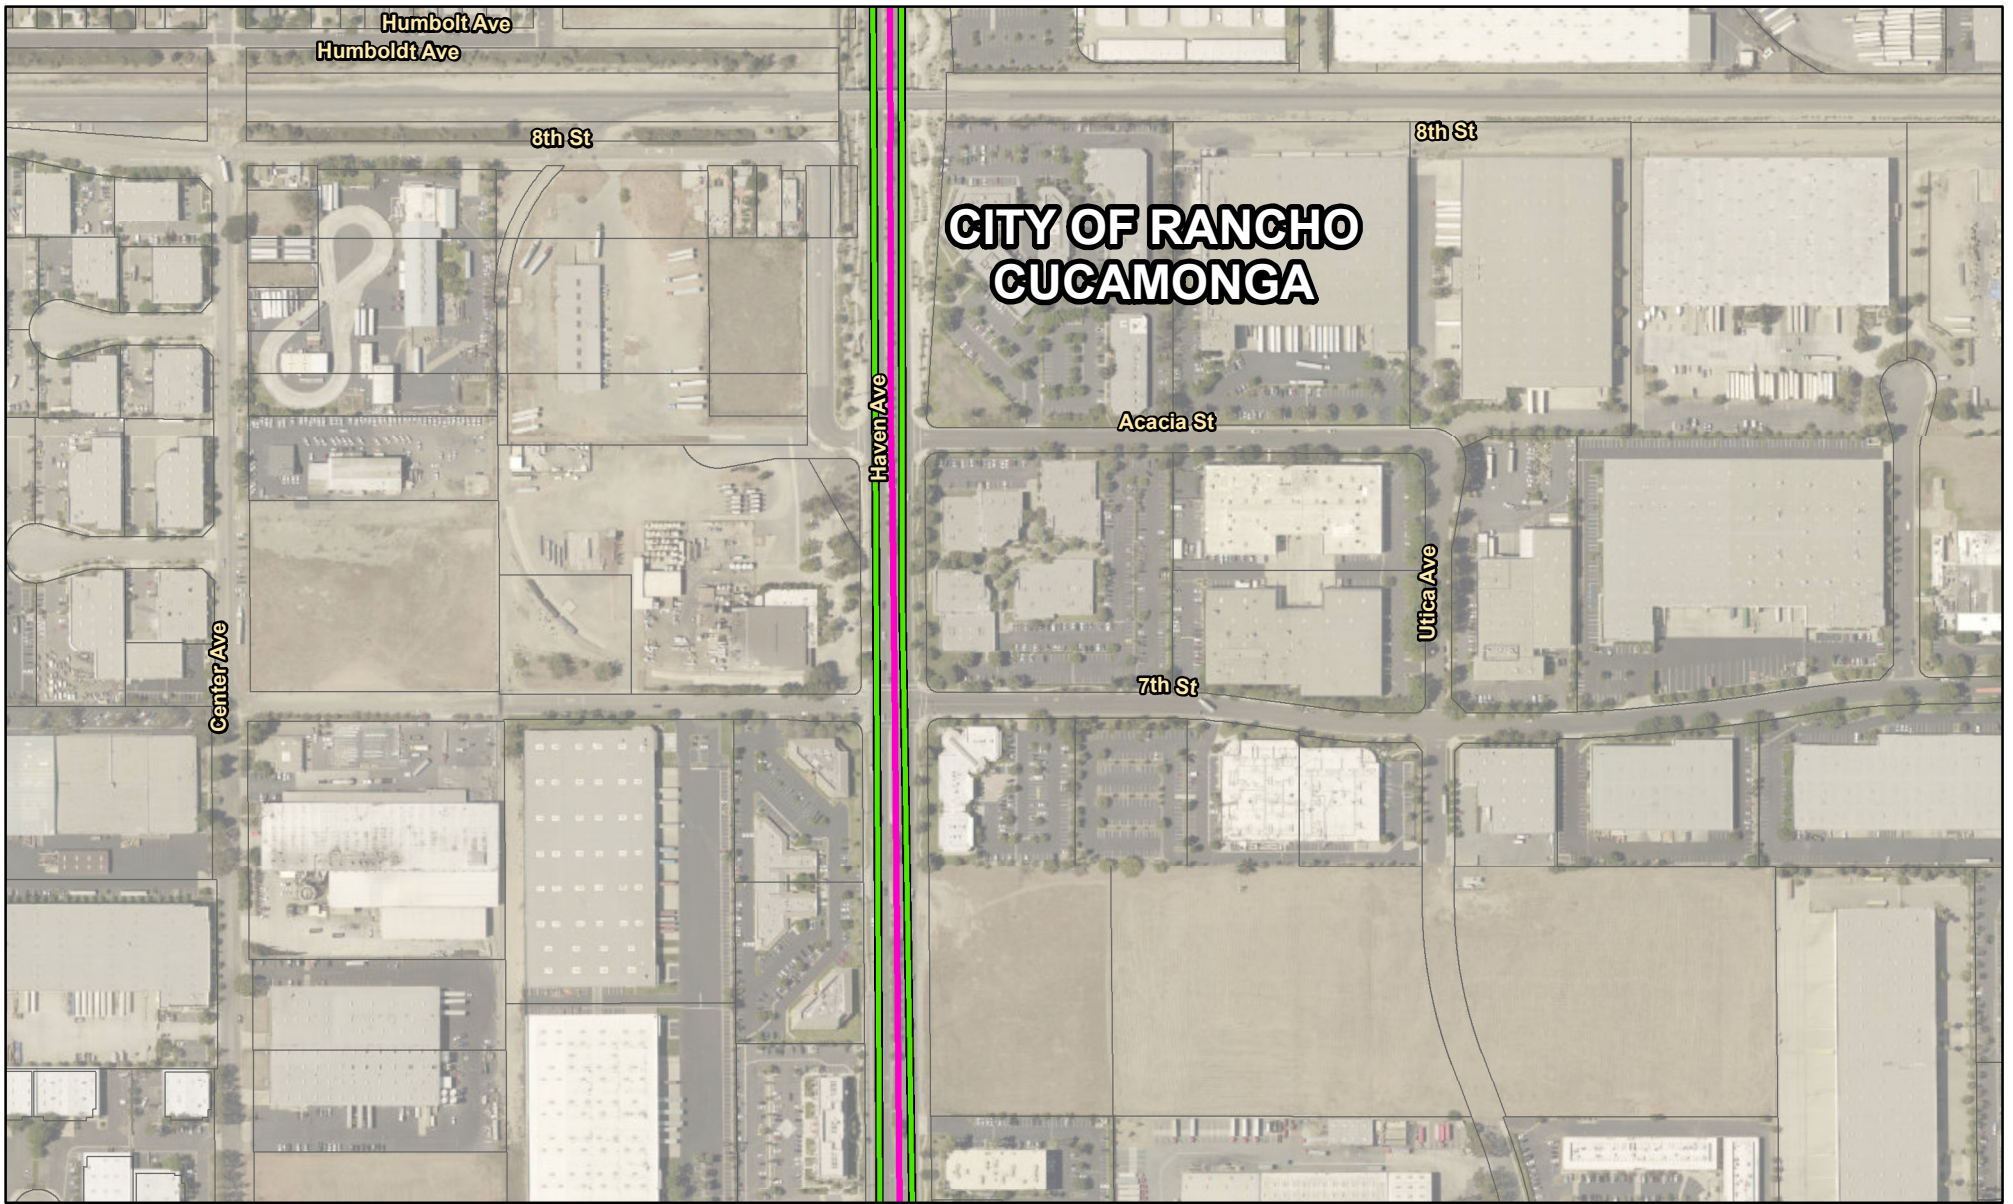 Humbolt Ave
Humboldt Ave
8th St
8th St
CITY OF RANCHO
CUCAMONGA
Haven Ave
Acacia St
Utica Ave
Center Ave
7th St